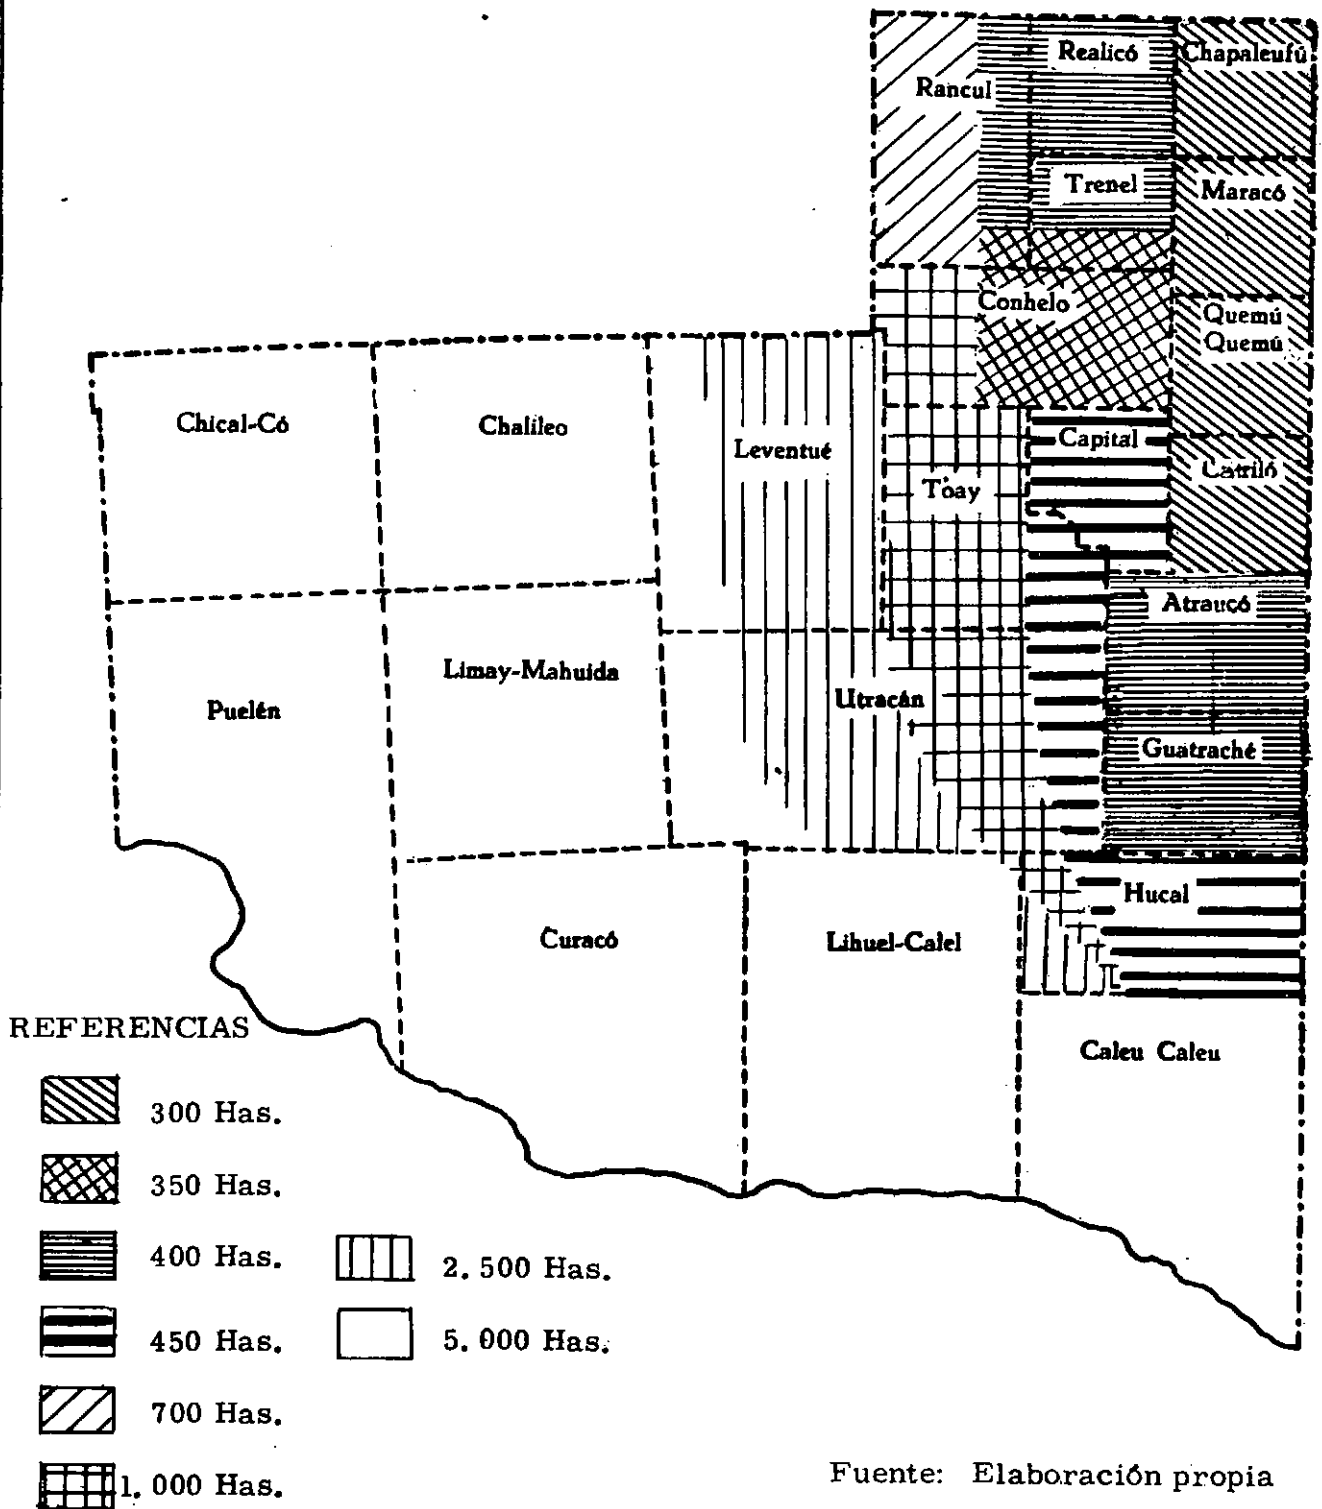 Realicó
Chapaleufú
Rancul
Trenel
Maracó
Conhelo
Quemú
Quemú
Chical-Có
Chalileo
Leventué
Capital
Toay
Catriló
Atraucó
Limay-Mahuida
Puelén
Utracán
Guatraché
Hucal
Curacó
Lihuel-Calel
Caleu Caleu
REFERENCIAS
300 Has.
350 Has.
400 Has.
450 Has.
700 Has.
1.000 Has.
2.500 Has.
5.000 Has.
Fuente: Elaboración propia